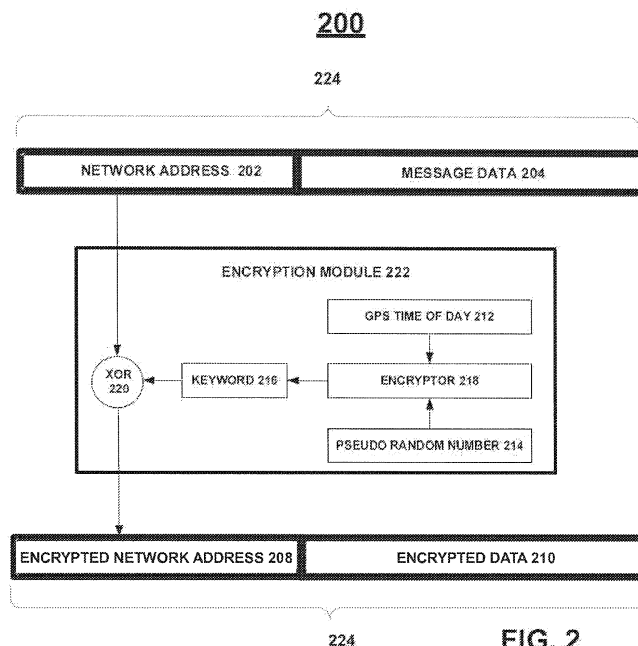 200
224
NETWORK ADDRESS 202 MESSAGE DATA 204
ENCRYPTION MODULE 222
GPS TIME OF DAY 212
XOR
220
KEYWORD 216
ENCRYPTOR 218
PSEUDO RANDOM NUMBER 214
ENCRYPTED NETWORK ADDRESS 208 ENCRYPTED DATA 210
224
FIG. 2